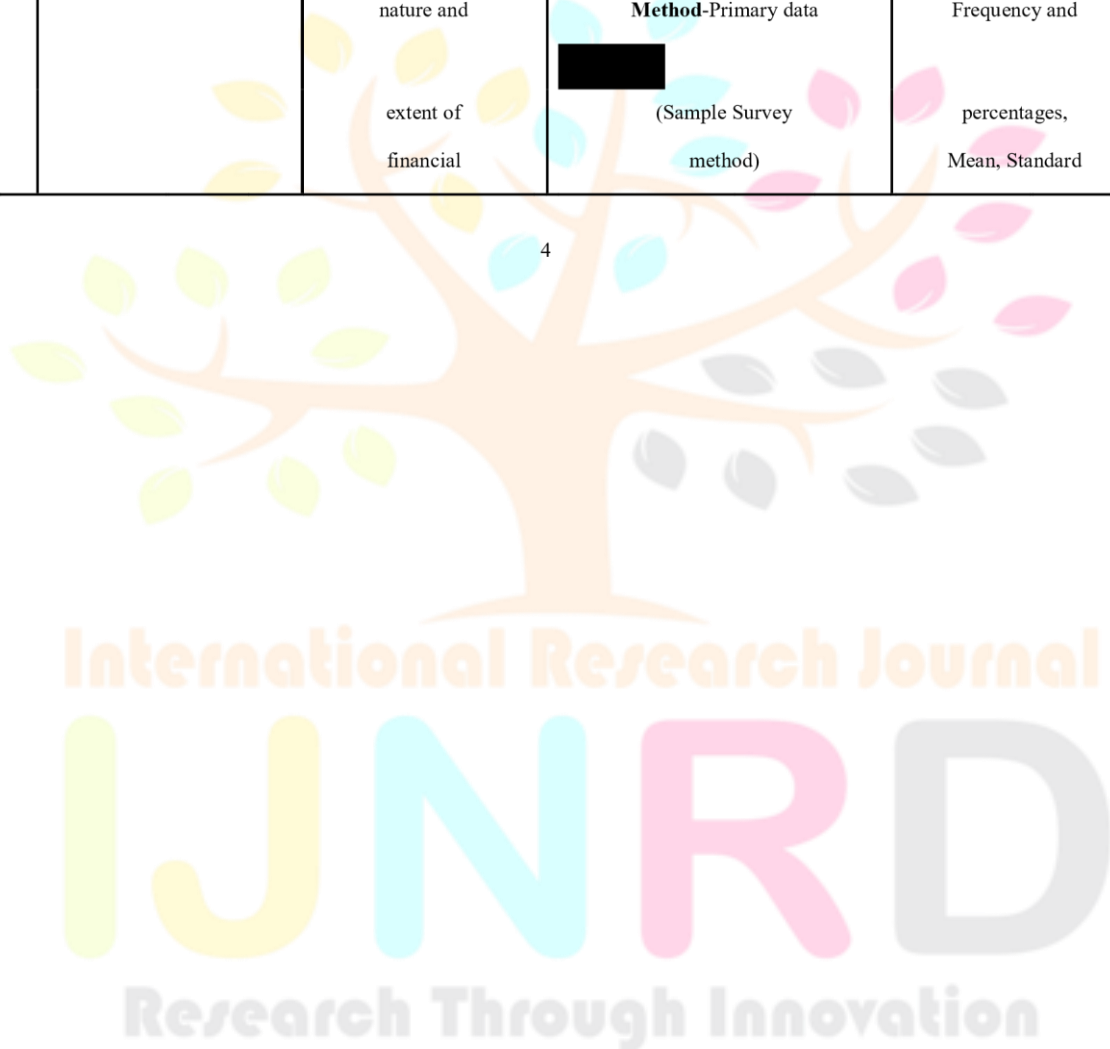 nature and
extent of
financial
Method-Primary data
(Sample Survey
method)
Frequency and
percentages,
Mean, Standard
4
International Research Journal
IJNRD
Research Through Innovation